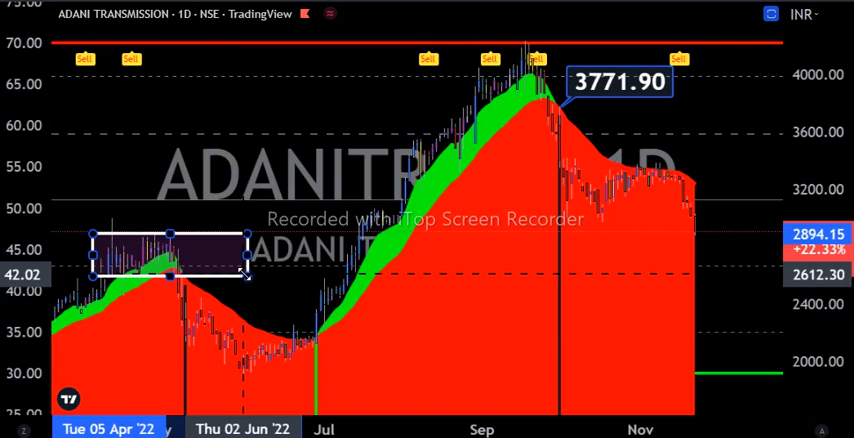 75.00
ADANI TRANSMISSION · 1D · NSE · TradingView
INR
70.00
Sell
Sell
Sell
Sell
Sell
Sell
3771.90
4000.00
65.00
60.00
3600.00
55.00
ADANITR 1D
3200.00
50.00
Recorded with iTop Screen Recorder
2894.15
45.00
ADANI T
+22.33%
42.02
2612.30
40.00
2400.00
35.00
2000.00
30.00
25.00
Z
Tue 05 Apr '22
y
Thu 02 Jun '22
Jul
Sep
Nov
A